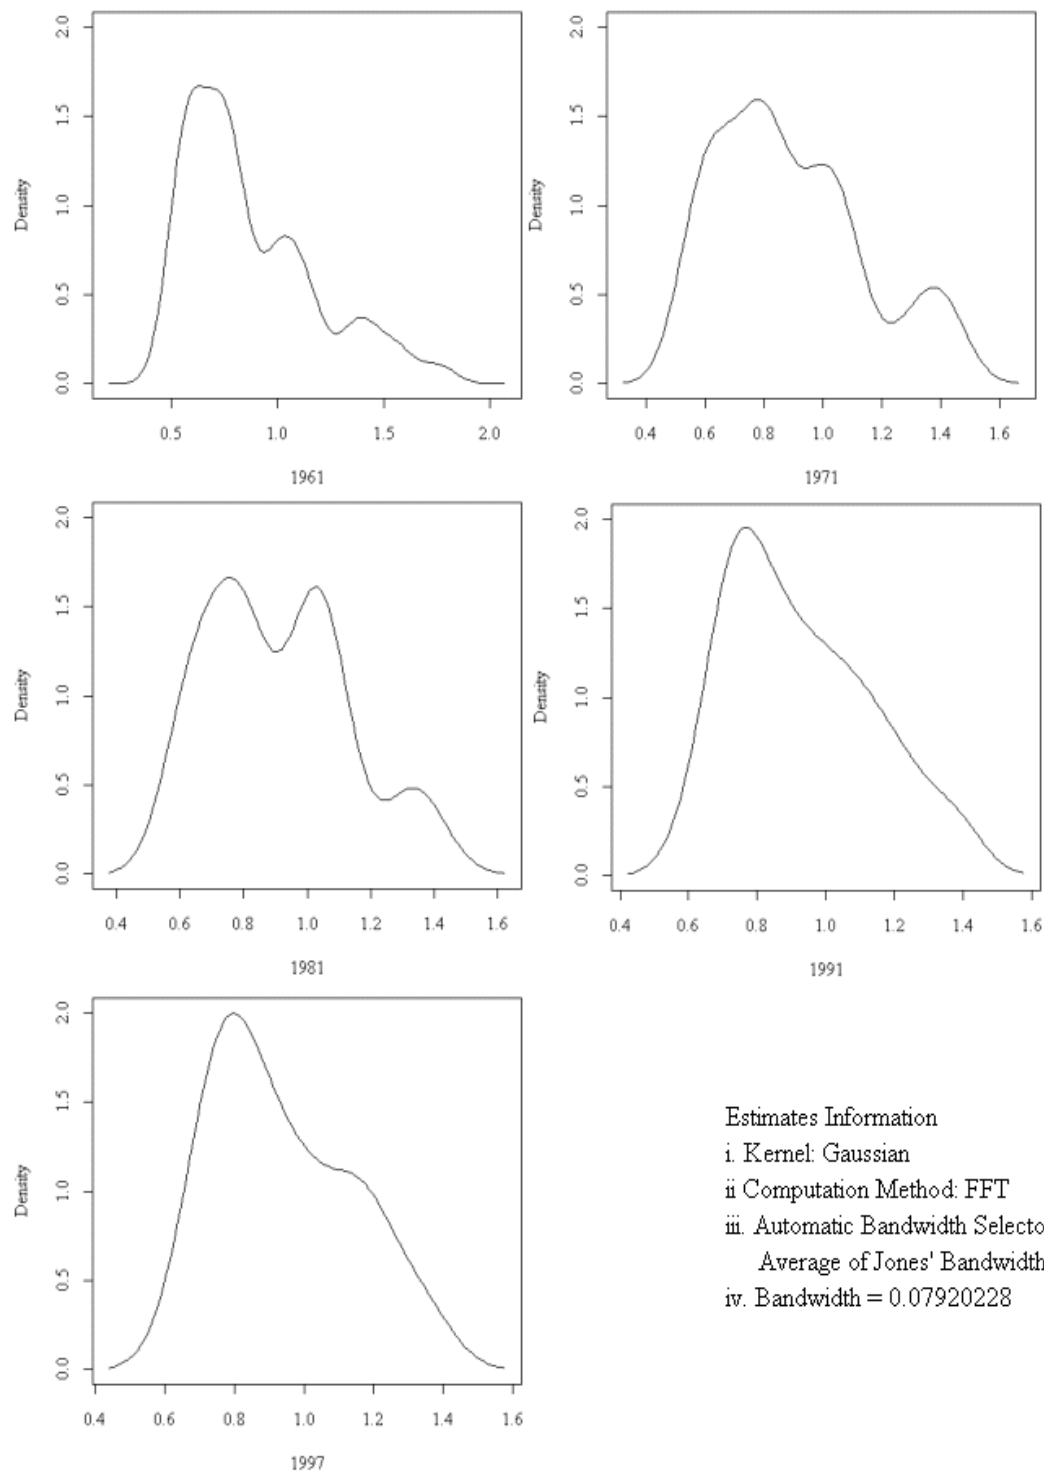 2.0
1.5
1.0
0.5
0.0
Density
0.5 1.0 1.5 2.0
1961
2.0
1.5
1.0
0.5
0.0
Density
0.4 0.6 0.8 1.0 1.2 1.4 1.6
1971
2.0
1.5
1.0
0.5
0.0
Density
0.4 0.6 0.8 1.0 1.2 1.4 1.6
1981
2.0
1.5
1.0
0.5
0.0
Density
0.4 0.6 0.8 1.0 1.2 1.4 1.6
1991
2.0
1.5
1.0
0.5
0.0
Density
0.4 0.6 0.8 1.0 1.2 1.4 1.6
1997
Estimates Information
i. Kernel: Gaussian
ii Computation Method: FFT
iii. Automatic Bandwidth Selecto
Average of Jones' Bandwidth
iv. Bandwidth = 0.07920228